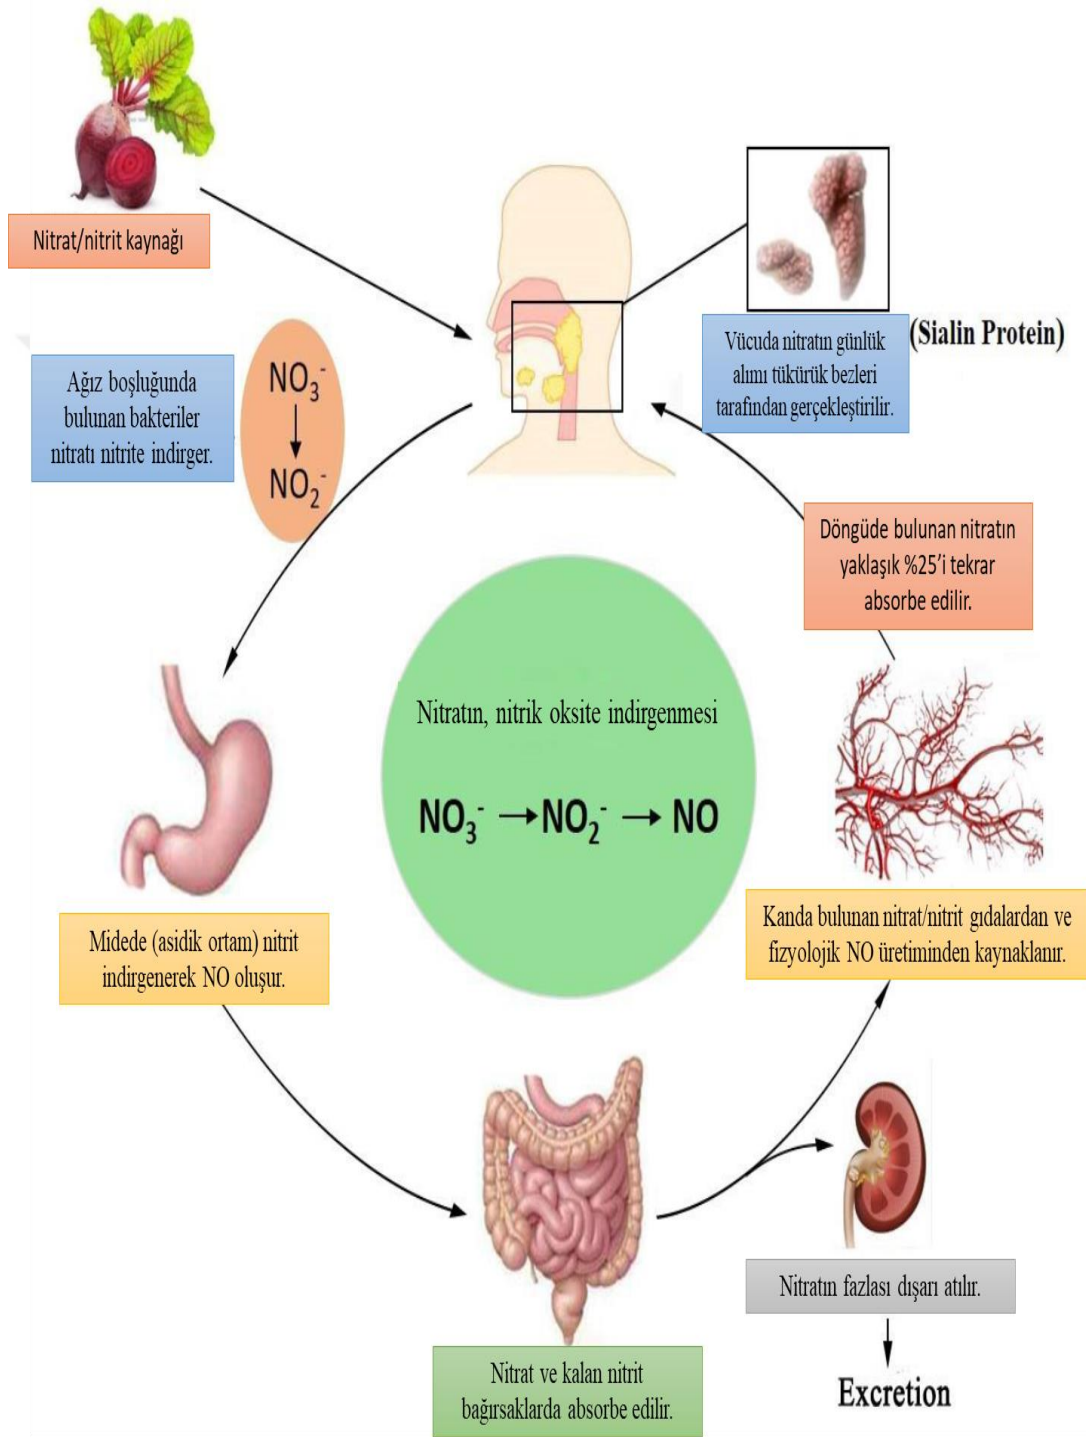 Nitrat/nitrit kaynağı
(Sialin Protein)
Vücuda nitratın günlük
alımı tükürük bezleri
tarafından gerçekleştirilir.
Ağız boşluğunda
bulunan bakteriler
nitratı nitrite indirger.
NO₃⁻
NO₂⁻
Döngüde bulunan nitratın
yaklaşık %25’i tekrar
absorbe edilir.
Nitratın, nitrik oksite indirgenmesi
NO₃⁻ → NO₂⁻ → NO
Midede (asidik ortam) nitrit
indirgenerek NO oluşur.
Kanda bulunan nitrat/nitrit gıdalardan ve
fizyolojik NO üretiminden kaynaklanır.
Nitratın fazlası dışarı atılır.
Excretion
Nitrat ve kalan nitrit
bağırsaklarda absorbe edilir.